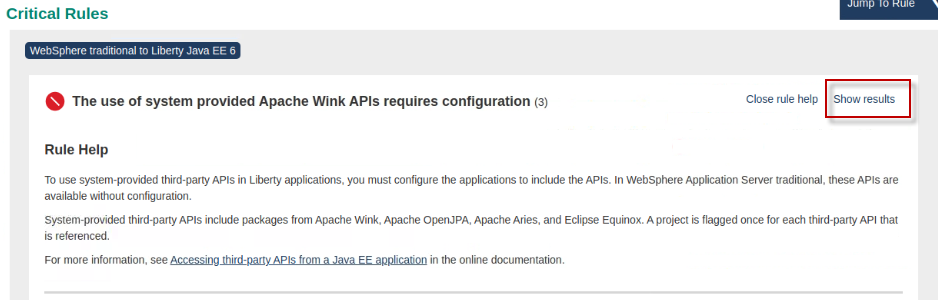 Jump To Rule
Critical Rules
WebSphere traditional to Liberty Java EE 6
The use of system provided Apache Wink APIs requires configuration (3)
Close rule help
Show results
Rule Help
To use system-provided third-party APIs in Liberty applications, you must configure the applications to include the APIs. In WebSphere Application Server traditional, these APIs are
available without configuration.
System-provided third-party APIs include packages from Apache Wink, Apache OpenJPA, Apache Aries, and Eclipse Equinox. A project is flagged once for each third-party API that
is referenced.
For more information, see Accessing third-party APIs from a Java EE application in the online documentation.